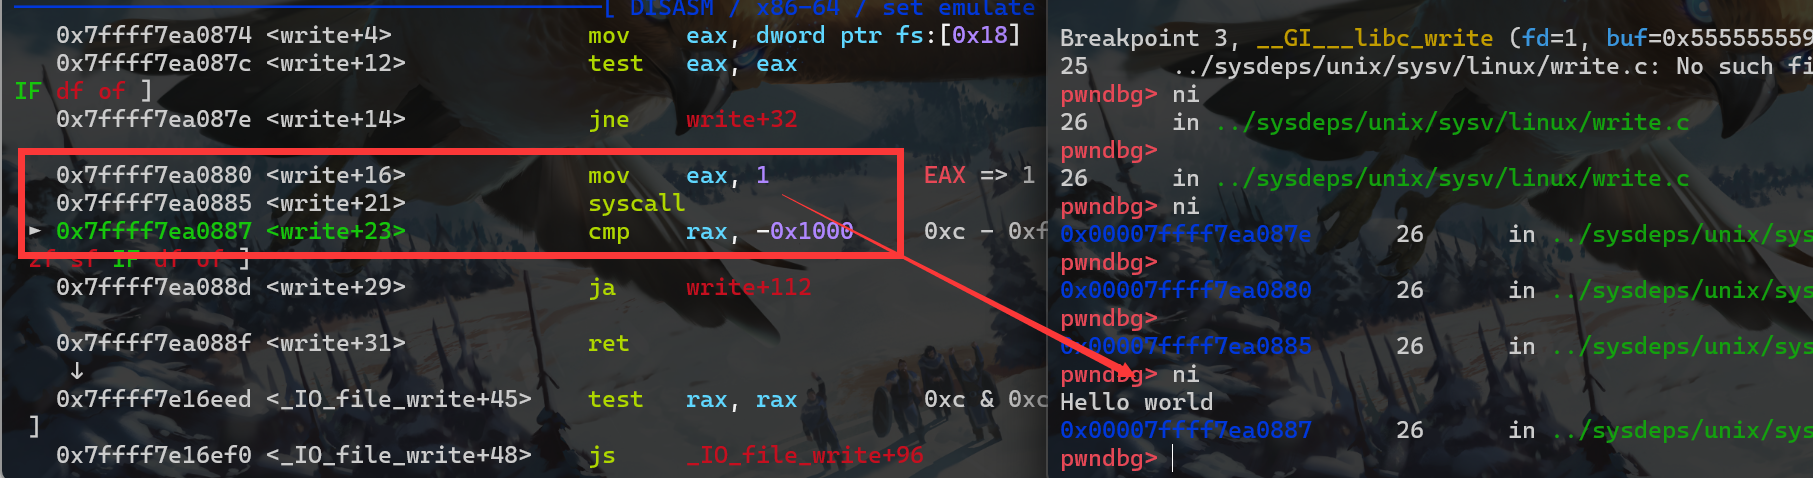 [ DISASM / x86-64 / set emulate
0x7ffff7ea0874 <write+4> mov eax, dword ptr fs:[0x18]
0x7ffff7ea087c <write+12> test eax, eax
IF df of ]
0x7ffff7ea087e <write+14> jne write+32
0x7ffff7ea0880 <write+16> mov eax, 1 EAX => 1
0x7ffff7ea0885 <write+21> syscall
► 0x7ffff7ea0887 <write+23> cmp rax, -0x1000 0xc - 0xf
zf sf IF df of ]
0x7ffff7ea088d <write+29> ja write+112
0x7ffff7ea088f <write+31> ret
↓
0x7ffff7e16eed <_IO_file_write+45> test rax, rax 0xc & 0xc
]
0x7ffff7e16ef0 <_IO_file_write+48> js _IO_file_write+96
Breakpoint 3, __GI___libc_write (fd=1, buf=0x555555559
25 ../sysdeps/unix/sysv/linux/write.c: No such fi
pwndbg> ni
26 in ../sysdeps/unix/sysv/linux/write.c
pwndbg>
26 in ../sysdeps/unix/sysv/linux/write.c
pwndbg> ni
0x00007ffff7ea087e 26 in ../sysdeps/unix/sys
pwndbg>
0x00007ffff7ea0880 26 in ../sysdeps/unix/sys
pwndbg>
0x00007ffff7ea0885 26 in ../sysdeps/unix/sys
pwndbg> ni
Hello world
0x00007ffff7ea0887 26 in ../sysdeps/unix/sys
pwndbg>